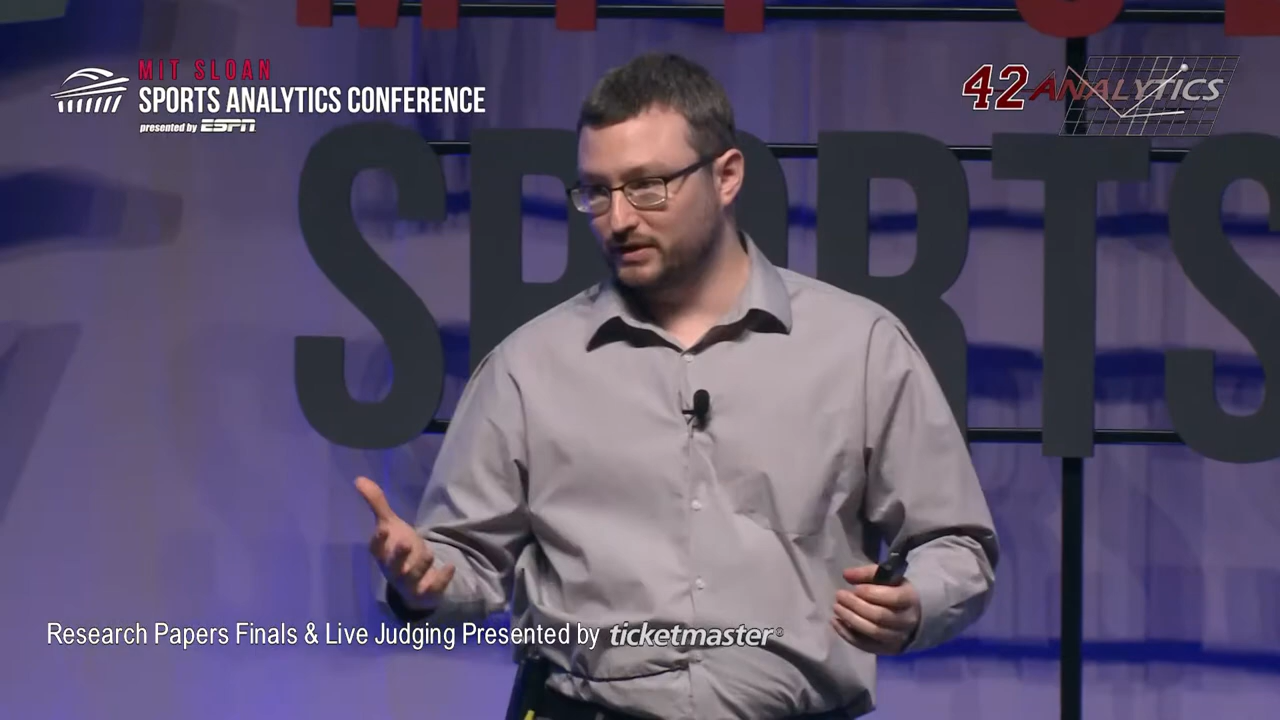 MIT SLOAN
SPORTS ANALYTICS CONFERENCE
presented by ESPN
42 ANALYTICS
SPORTS
Research Papers Finals & Live Judging Presented by ticketmaster®